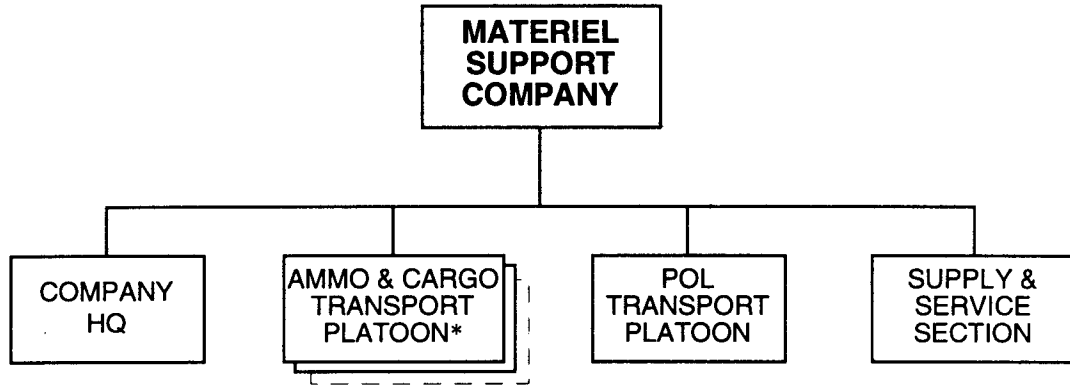 MATERIEL
SUPPORT
COMPANY
COMPANY
HQ
AMMO & CARGO
TRANSPORT
PLATOON*
POL
TRANSPORT
PLATOON
SUPPLY &
SERVICE
SECTION